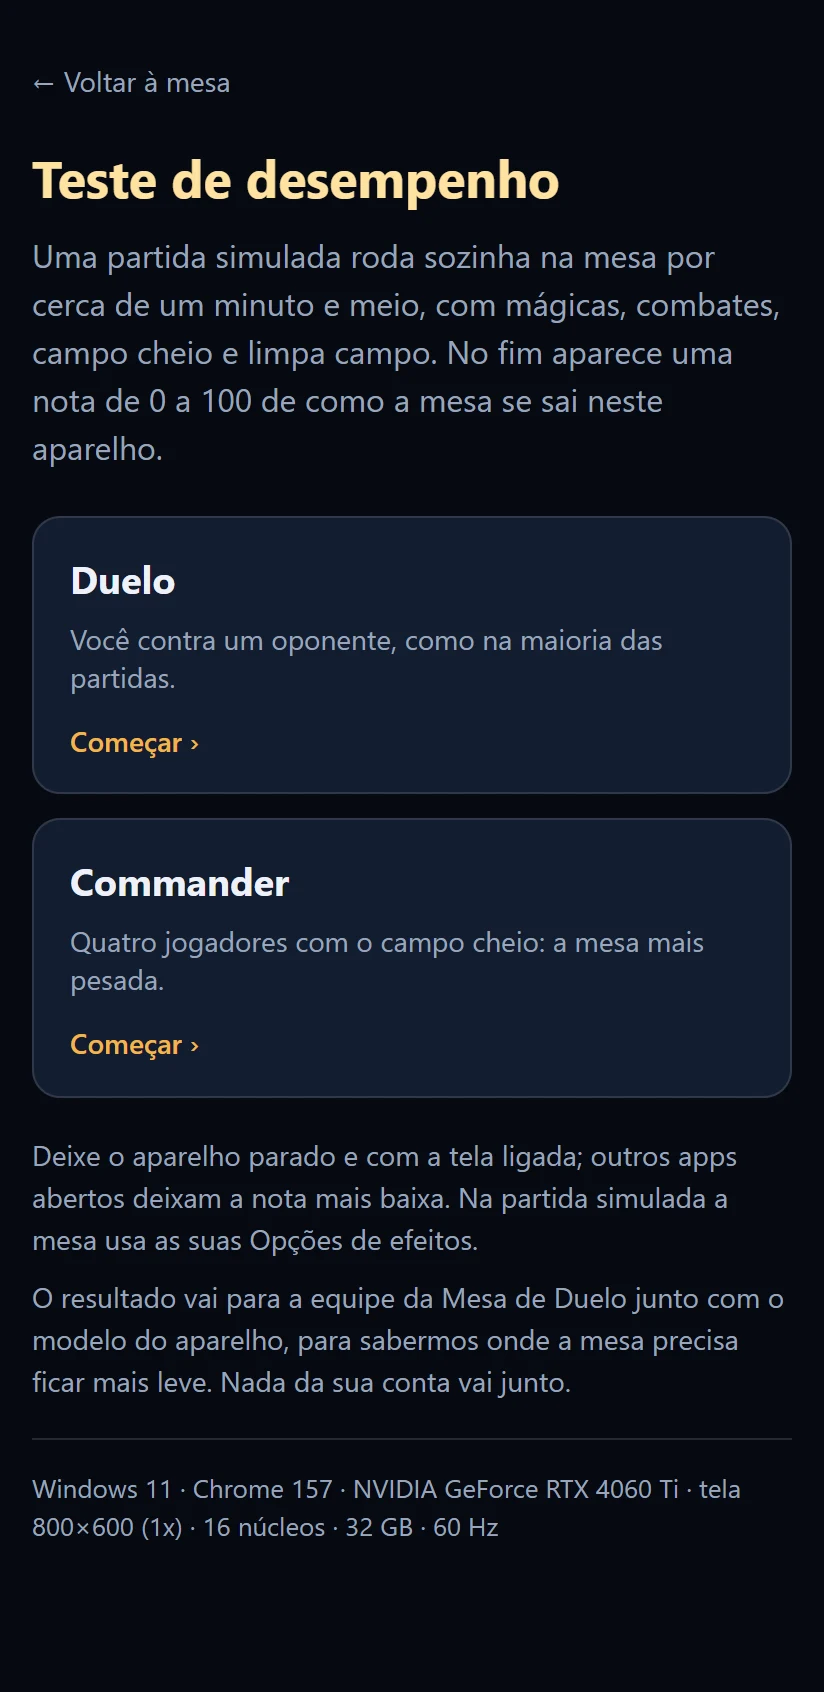 ← Voltar à mesa
Teste de desempenho
Uma partida simulada roda sozinha na mesa por
cerca de um minuto e meio, com mágicas, combates,
campo cheio e limpa campo. No fim aparece uma
nota de 0 a 100 de como a mesa se sai neste
aparelho.
Duelo
Você contra um oponente, como na maioria das
partidas.
Começar ›
Commander
Quatro jogadores com o campo cheio: a mesa mais
pesada.
Começar ›
Deixe o aparelho parado e com a tela ligada; outros apps
abertos deixam a nota mais baixa. Na partida simulada a
mesa usa as suas Opções de efeitos.
O resultado vai para a equipe da Mesa de Duelo junto com o
modelo do aparelho, para sabermos onde a mesa precisa
ficar mais leve. Nada da sua conta vai junto.
Windows 11 · Chrome 157 · NVIDIA GeForce RTX 4060 Ti · tela
800×600 (1x) · 16 núcleos · 32 GB · 60 Hz